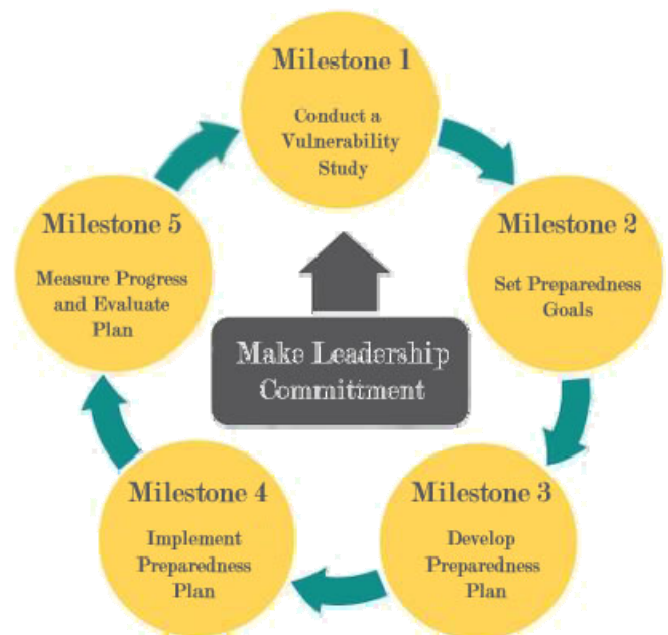 Milestone 1
Conduct a
Vulnerability
Study
Milestone 2
Set Preparedness
Goals
Milestone 3
Develop
Preparedness
Plan
Milestone 4
Implement
Preparedness
Plan
Milestone 5
Measure Progress
and Evaluate
Plan
Make Leadership
Committment